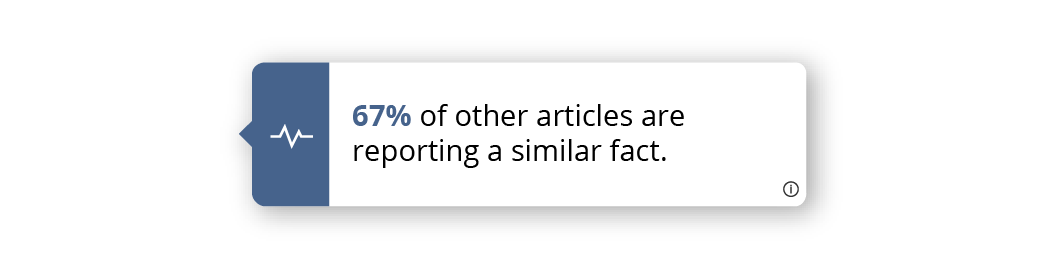 67% of other articles are
reporting a similar fact.